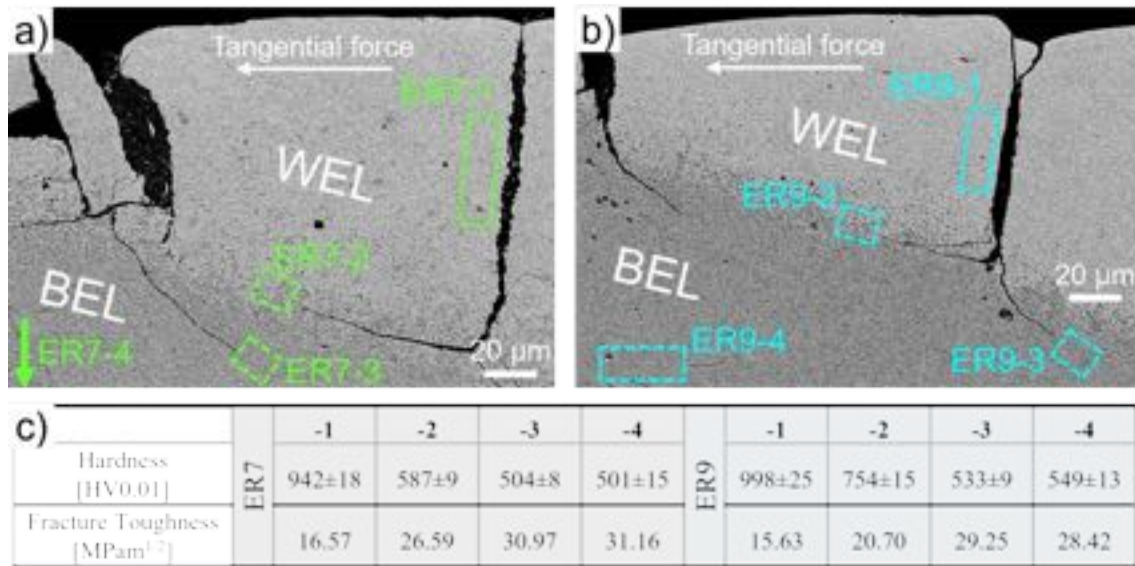 a)
Tangential force
ER7-1
WEL
ER7-2
BEL
20 µm
ER7-4
ER7-3
b)
Tangential force
ER9-1
WEL
ER9-2
BEL
20 µm
ER9-4
ER9-3
c)
ER7 -1 -2 -3 -4 ER9 -1 -2 -3 -4
Hardness
[HV0.01] 942±18 587±9 504±8 501±15 998±25 754±15 533±9 549±13
Fracture Toughness
[MPam1/2] 16.57 26.59 30.97 31.16 15.63 20.70 29.25 28.42